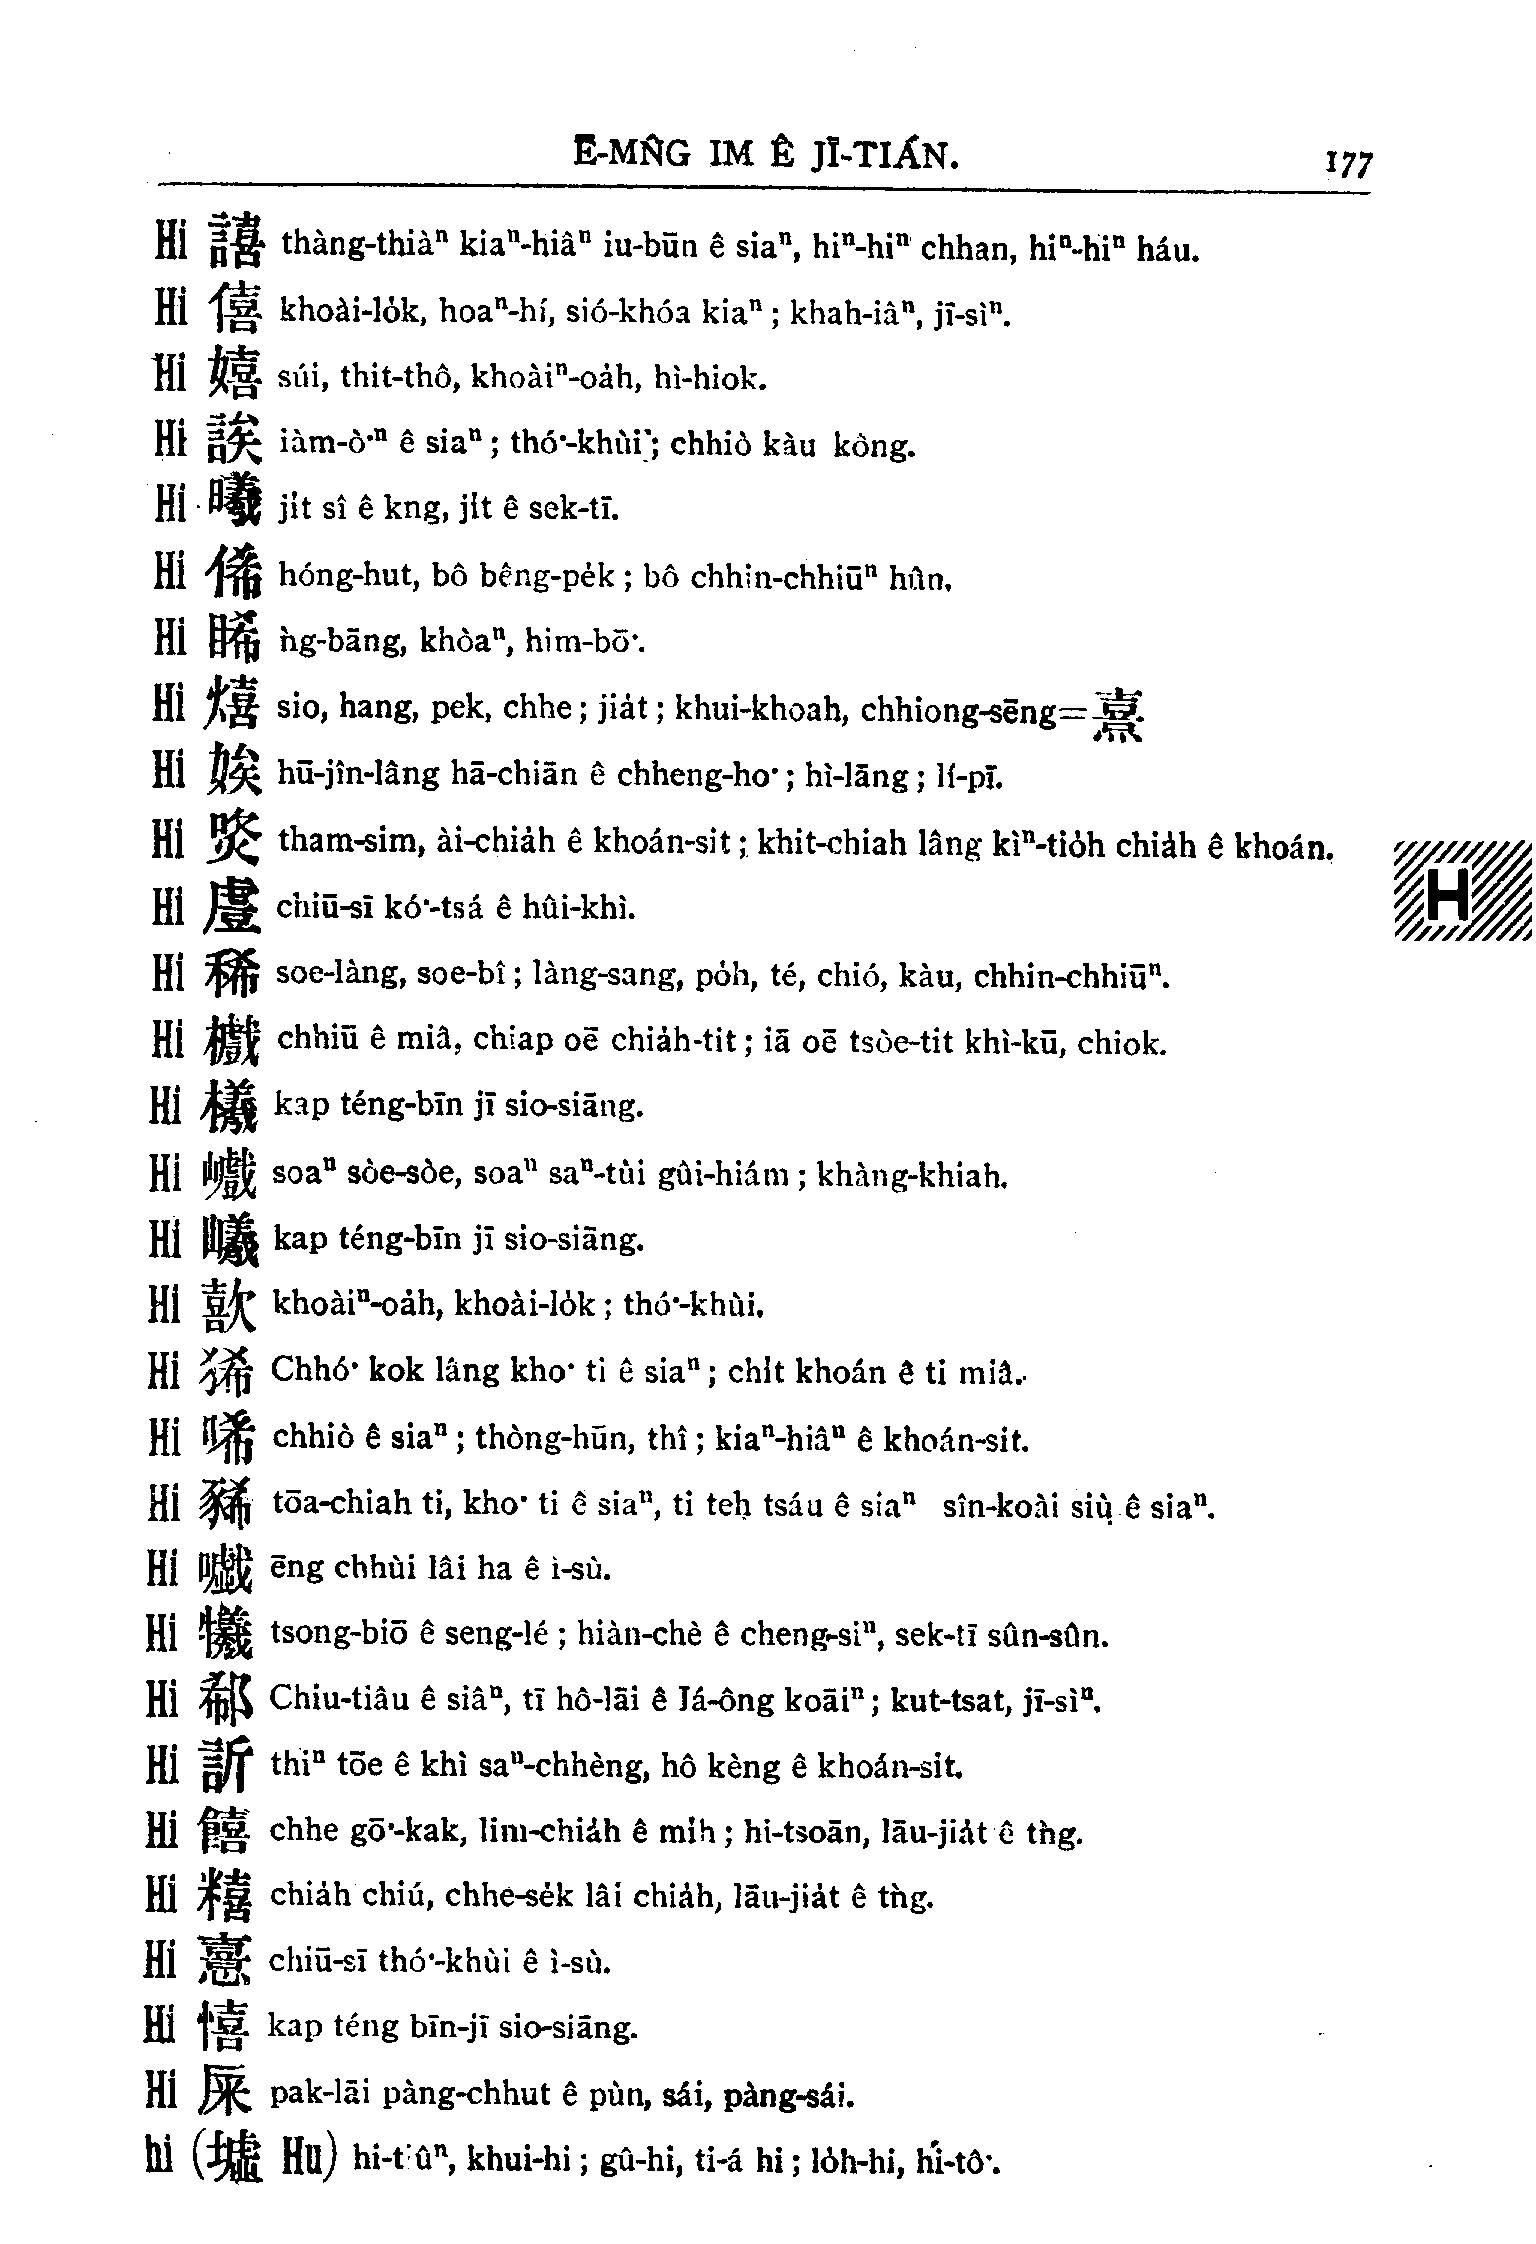 Ē-MN̂G IM Ê JĪ-TIÁN. 177
Hi 譆 thàng-thiàⁿ kiaⁿ-hiâⁿ iu-būn ê siaⁿ, hiⁿ-hiⁿ chhan, hiⁿ-hiⁿ háu.
Hi 僖 khoài-lo̍k, hoaⁿ-hí, sió-khóa kiaⁿ; khah-iâⁿ, jī-sìⁿ.
Hi 嬉 súi, thit-thô, khoàiⁿ-oa̍h, hì-hiok.
Hi 誒 iàm-ò͘ⁿ ê siaⁿ; thó͘-khùi; chhiò kàu kòng.
Hi 曦 ji̍t sî ê kng, ji̍t ê sek-tī.
Hi 俙 hóng-hut, bô bêng-pe̍k; bô chhin-chhiūⁿ hûn.
Hi 睎 ǹg-bāng, khòaⁿ, him-bō͘.
Hi 熺 sio, hang, pek, chhe; jia̍t; khui-khoah, chhiong-sēng=熹
Hi 娭 hū-jîn-lâng hā-chiān ê chheng-ho͘; hì-lāng; lí-pī.
Hi tham-sim, ài-chia̍h ê khoán-sit; khit-chiah lâng kìⁿ-tio̍h chia̍h ê khoán.
Hi chiū-sī kó͘-tsá ê hûi-khì.
Hi 稀 soe-làng, soe-bî; làng-sang, po̍h, té, chió, kàu, chhin-chhiūⁿ.
Hi chhiū ê miâ, chiap oē chia̍h-tit; iā oē tsòe-tit khì-kū, chiok.
Hi 櫼 kap téng-bīn jī sio-siāng.
Hi 巇 soaⁿ sòe-sòe, soaⁿ saⁿ-tùi gûi-hiám; khàng-khiah.
Hi kap téng-bīn jī sio-siāng.
Hi 歖 khoàiⁿ-oa̍h, khoài-lo̍k; thó͘-khùi.
Hi 狶 Chhó͘ kok lâng kho͘ ti ê siaⁿ; chi̍t khoán ê ti miâ.
Hi 唏 chhiò ê siaⁿ; thòng-hūn, thî; kiaⁿ-hiâⁿ ê khoán-sit.
Hi 豨 tōa-chiah ti, kho͘ ti ê siaⁿ, ti teh tsáu ê siaⁿ sîn-koài siù ê siaⁿ.
Hi 嚱 ēng chhùi lâi ha ê ì-sù.
Hi 犧 tsong-biō ê seng-lé; hiàn-chè ê cheng-siⁿ, sek-tī sûn-sûn.
Hi 郗 Chiu-tiâu ê siâⁿ, tī hô-lāi ê Iá-ông koāiⁿ; kut-tsat, jī-sìⁿ.
Hi 訢 thiⁿ tōe ê khì saⁿ-chhèng, hô kèng ê khoán-sit.
Hi 饎 chhe gō͘-kak, lim-chia̍h ê mi̍h; hi-tsoān, lāu-jia̍t ê tǹg.
Hi 糦 chia̍h chiú, chhe-se̍k lâi chia̍h, lāu-jia̍t ê tǹg.
Hi 憙 chiū-sī thó͘-khùi ê ì-sù.
Hi 憘 kap téng bīn-jī sio-siāng.
Hi 屎 pak-lāi pàng-chhut ê pùn, sái, pàng-sái.
hi (墟 Hu) hi-tiûⁿ, khui-hi; gû-hi, ti-á hi; lo̍h-hi, hí-tô͘.
H